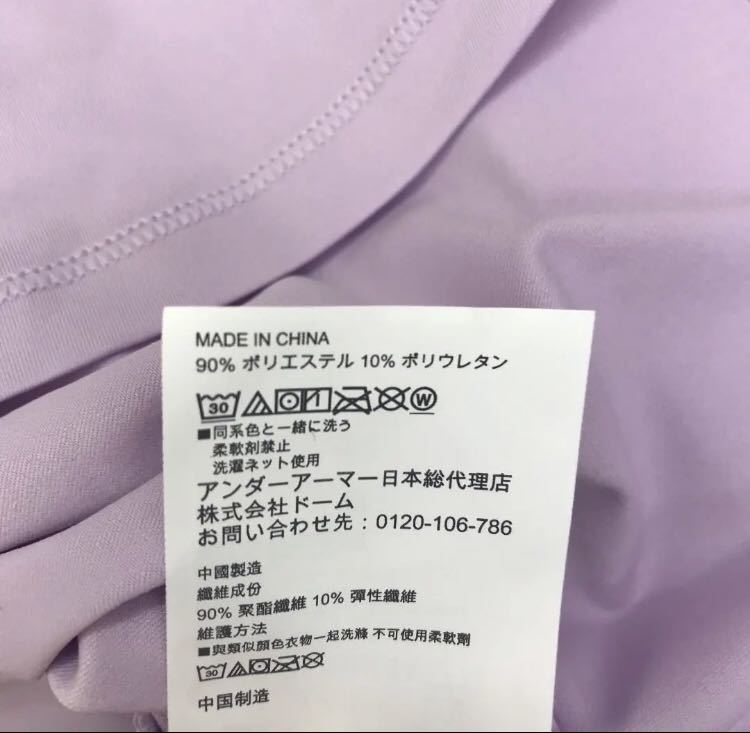 MADE IN CHINA
90% ポリエステル 10% ポリウレタン
30 W
■同系色と一緒に洗う
柔軟剤禁止
洗濯ネット使用
アンダーアーマー日本総代理店
株式会社ドーム
お問い合わせ先：0120-106-786
中國製造
纖維成份
90% 聚酯纖維 10% 彈性纖維
維護方法
■與類似顏色衣物一起洗滌 不可使用柔軟劑
30
中国制造